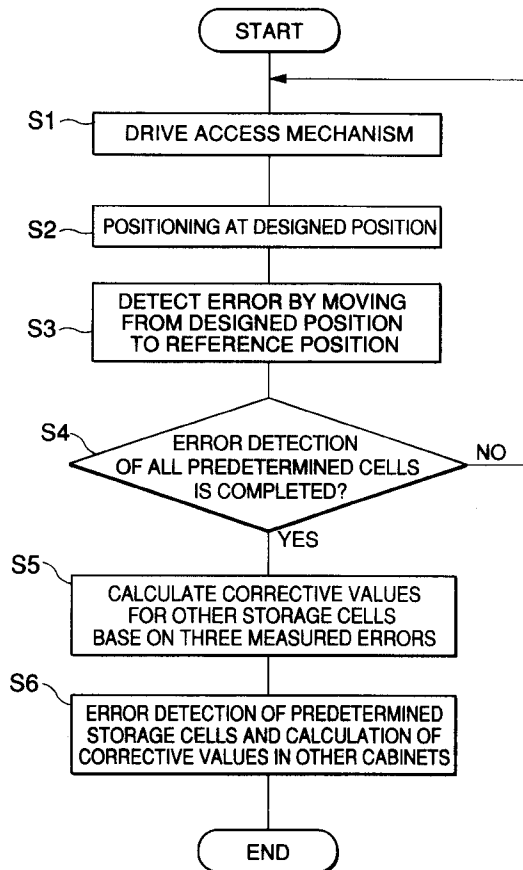 START
S1
DRIVE ACCESS MECHANISM
S2
POSITIONING AT DESIGNED POSITION
S3
DETECT ERROR BY MOVING
FROM DESIGNED POSITION
TO REFERENCE POSITION
S4
ERROR DETECTION
OF ALL PREDETERMINED CELLS
IS COMPLETED?
NO
YES
S5
CALCULATE CORRECTIVE VALUES
FOR OTHER STORAGE CELLS
BASE ON THREE MEASURED ERRORS
S6
ERROR DETECTION OF PREDETERMINED
STORAGE CELLS AND CALCULATION OF
CORRECTIVE VALUES IN OTHER CABINETS
END